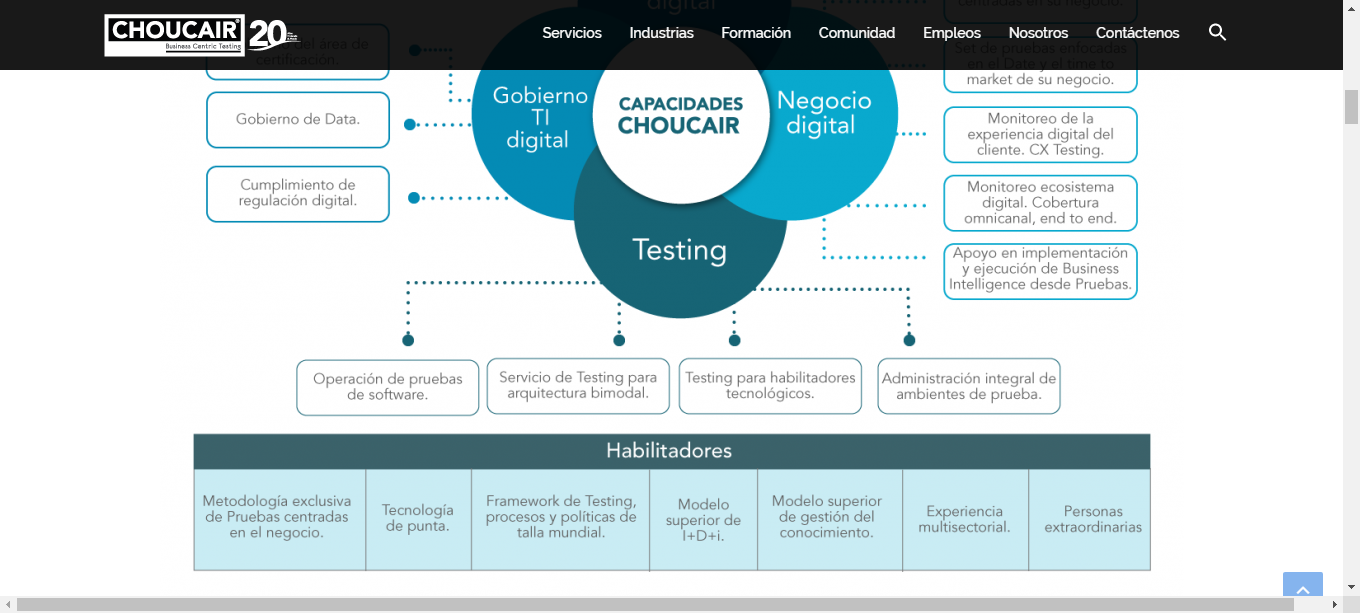 CHOUCAIR
Business Centric Testing
20
Servicios
Industrias
Formación
Comunidad
Empleos
Nosotros
Contáctenos
digital
del área de
certificación.
Gobierno de Data.
Cumplimiento de
regulación digital.
Gobierno
TI
digital
CAPACIDADES
CHOUCAIR
Negocio
digital
Testing
centradas en su negocio.
Set de pruebas enfocadas
en el Date y el time to
market de su negocio.
Monitoreo de la
experiencia digital del
cliente. CX Testing.
Monitoreo ecosistema
digital. Cobertura
omnicanal, end to end.
Apoyo en implementación
y ejecución de Business
Intelligence desde Pruebas.
Operación de pruebas
de software.
Servicio de Testing para
arquitectura bimodal.
Testing para habilitadores
tecnológicos.
Administración integral de
ambientes de prueba.
Habilitadores
Metodología exclusiva
de Pruebas centradas
en el negocio.
Tecnología
de punta.
Framework de Testing,
procesos y políticas de
talla mundial.
Modelo
superior de
I+D+i.
Modelo superior
de gestión del
conocimiento.
Experiencia
multisectorial.
Personas
extraordinarias